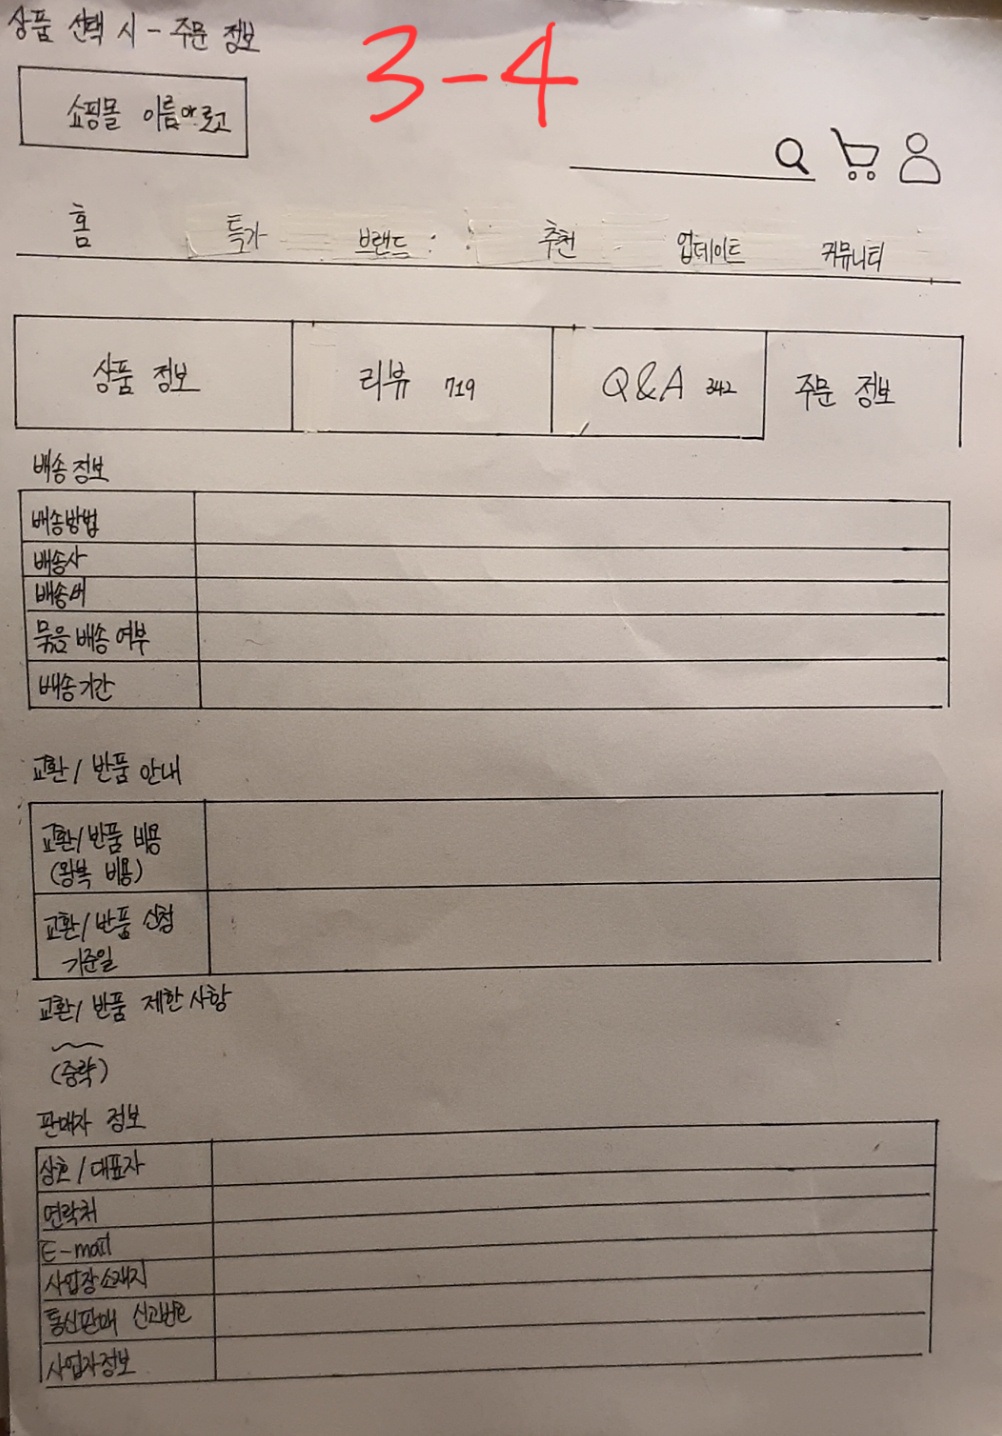 상품 선택 시 - 주문 정보
3-4
쇼핑몰 이름 or 로고
홈 특가 브랜드 추천 업데이트 커뮤니티
상품 정보 리뷰 719 Q&A 342 주문 정보
배송 정보
배송방법
배송사
배송비
묶음 배송 여부
배송기간
교환/반품 안내
교환/반품 비용
(왕복 비용)
교환/반품 신청
기준일
교환/반품 제한 사항
(중략)
판매자 정보
상호/대표자
연락처
E-mail
사업장소재지
통신판매 신고번호
사업자정보